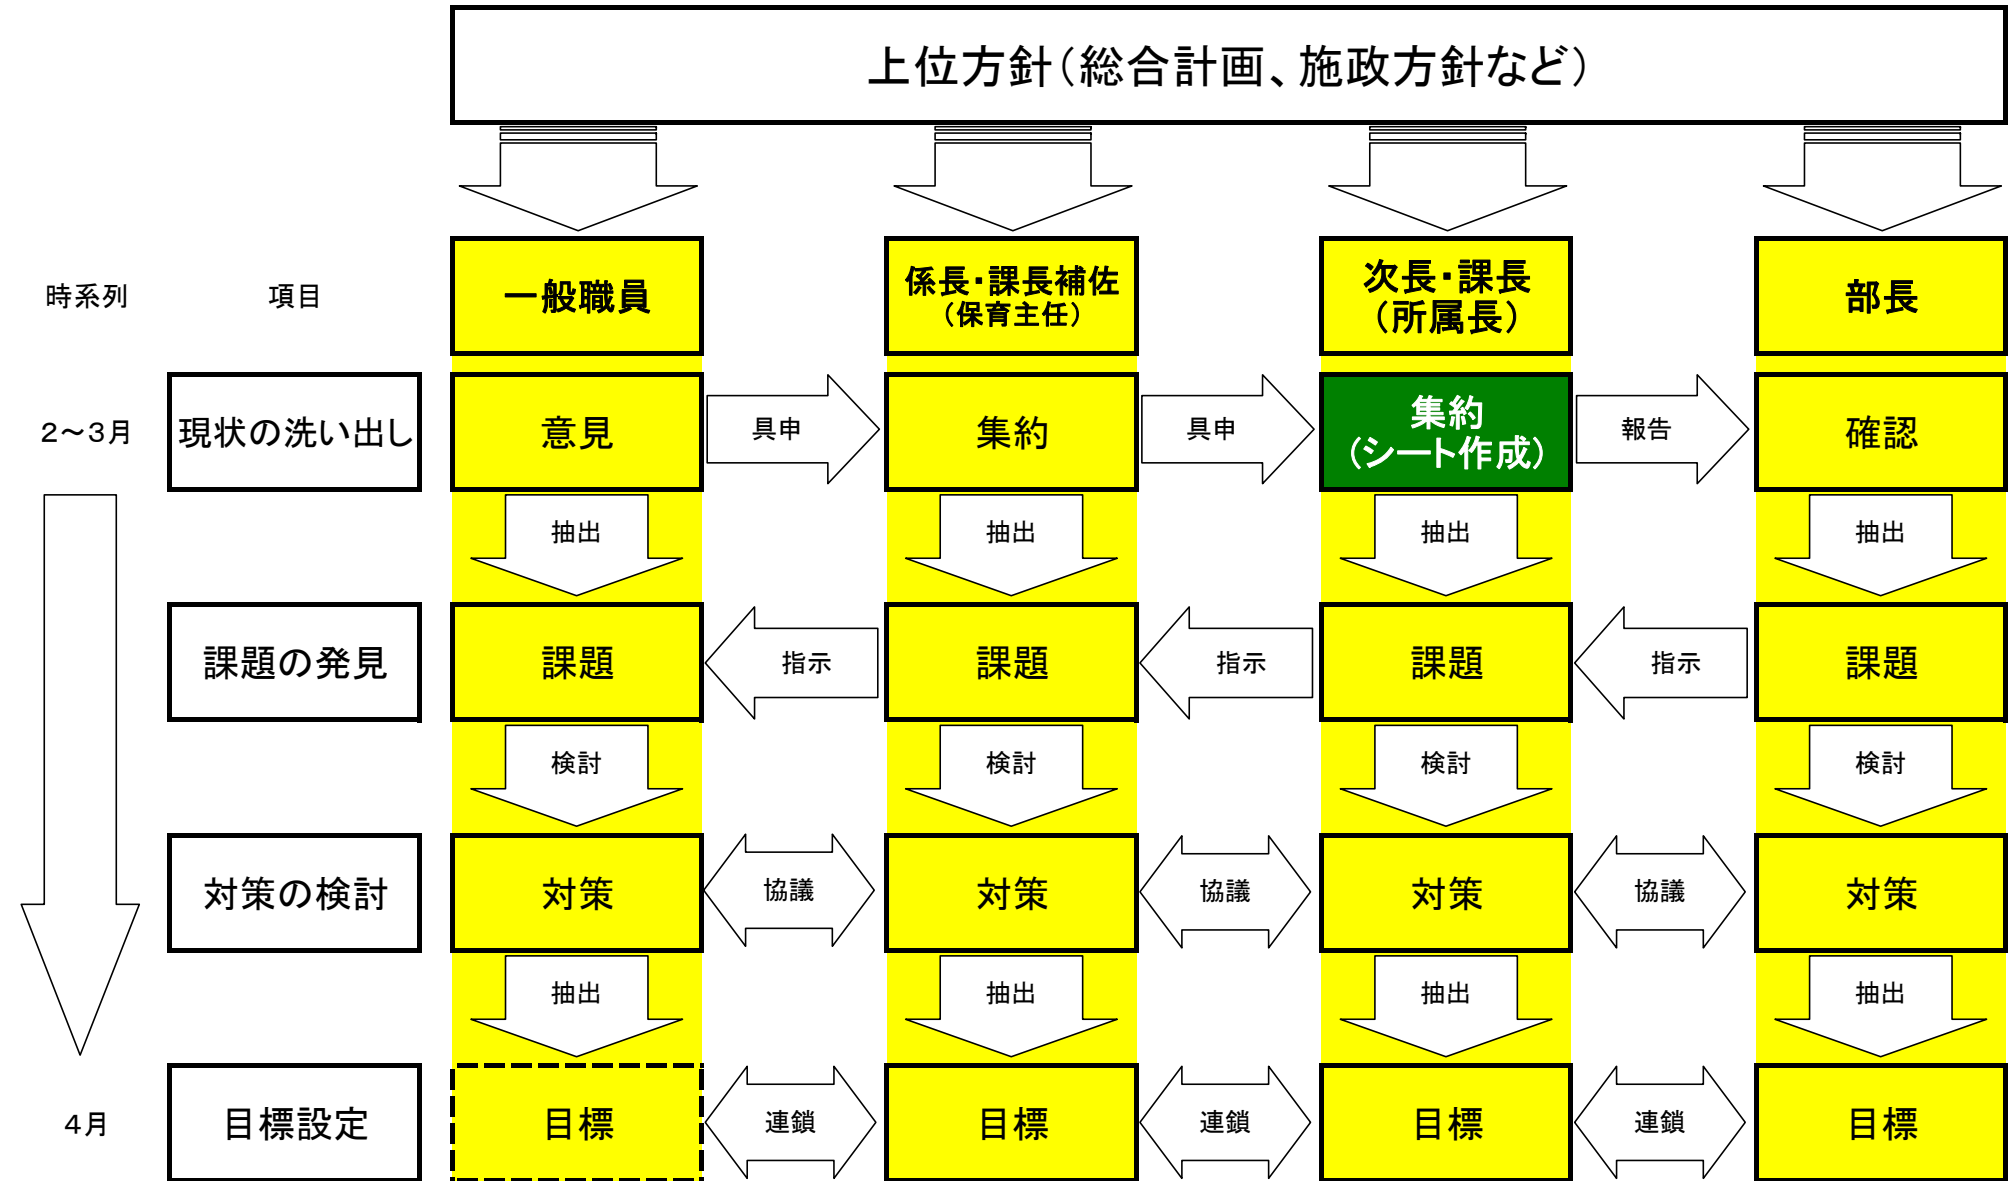 上位方針（総合計画、施政方針など）
時系列
項目
一般職員
係長・課長補佐
（保育主任）
次長・課長
（所属長）
部長
２～３月
現状の洗い出し
意見
具申
集約
具申
集約
（シート作成）
報告
確認
抽出
抽出
抽出
抽出
課題の発見
課題
指示
課題
指示
課題
指示
課題
検討
検討
検討
検討
対策の検討
対策
協議
対策
協議
対策
協議
対策
抽出
抽出
抽出
抽出
４月
目標設定
目標
連鎖
目標
連鎖
目標
連鎖
目標